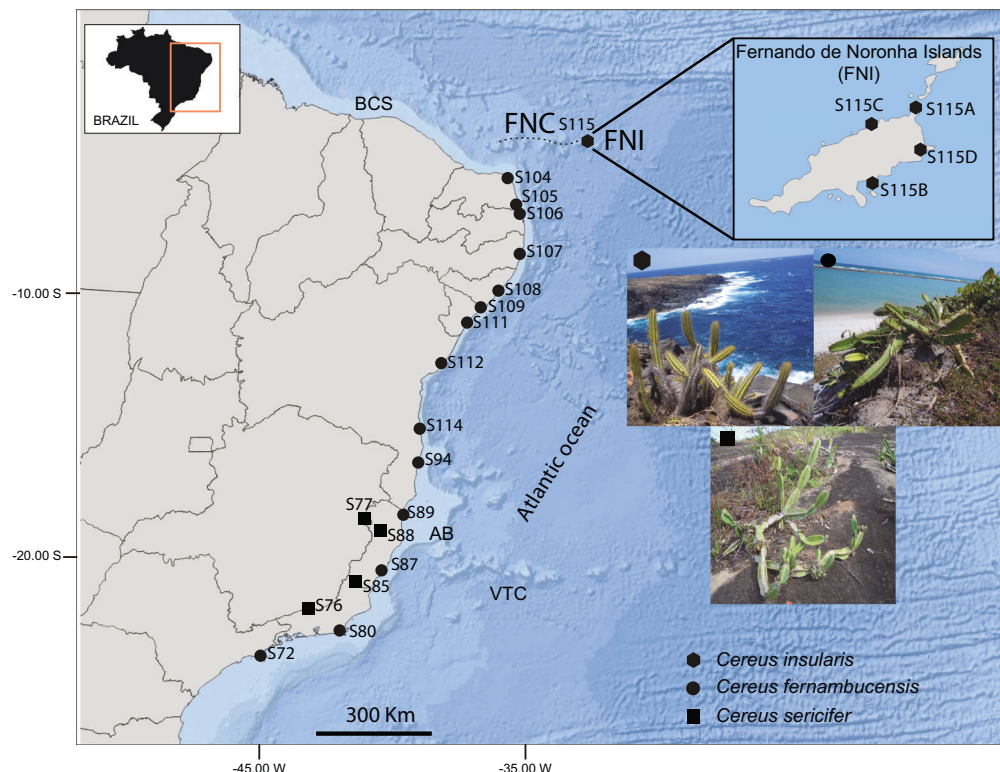 BRAZIL
BCS
FNC
S115
FNI
Fernando de Noronha Islands
(FNI)
S115C
S115A
S115D
S115B
S104
S105
S106
S107
-10.00 S
S108
S109
S111
S112
S114
S94
Atlantic ocean
S77
S89
S88
AB
-20.00 S
S87
S85
VTC
S76
S80
S72
Cereus insularis
Cereus fernambucensis
Cereus sericifer
300 Km
-45.00 W
-35.00 W